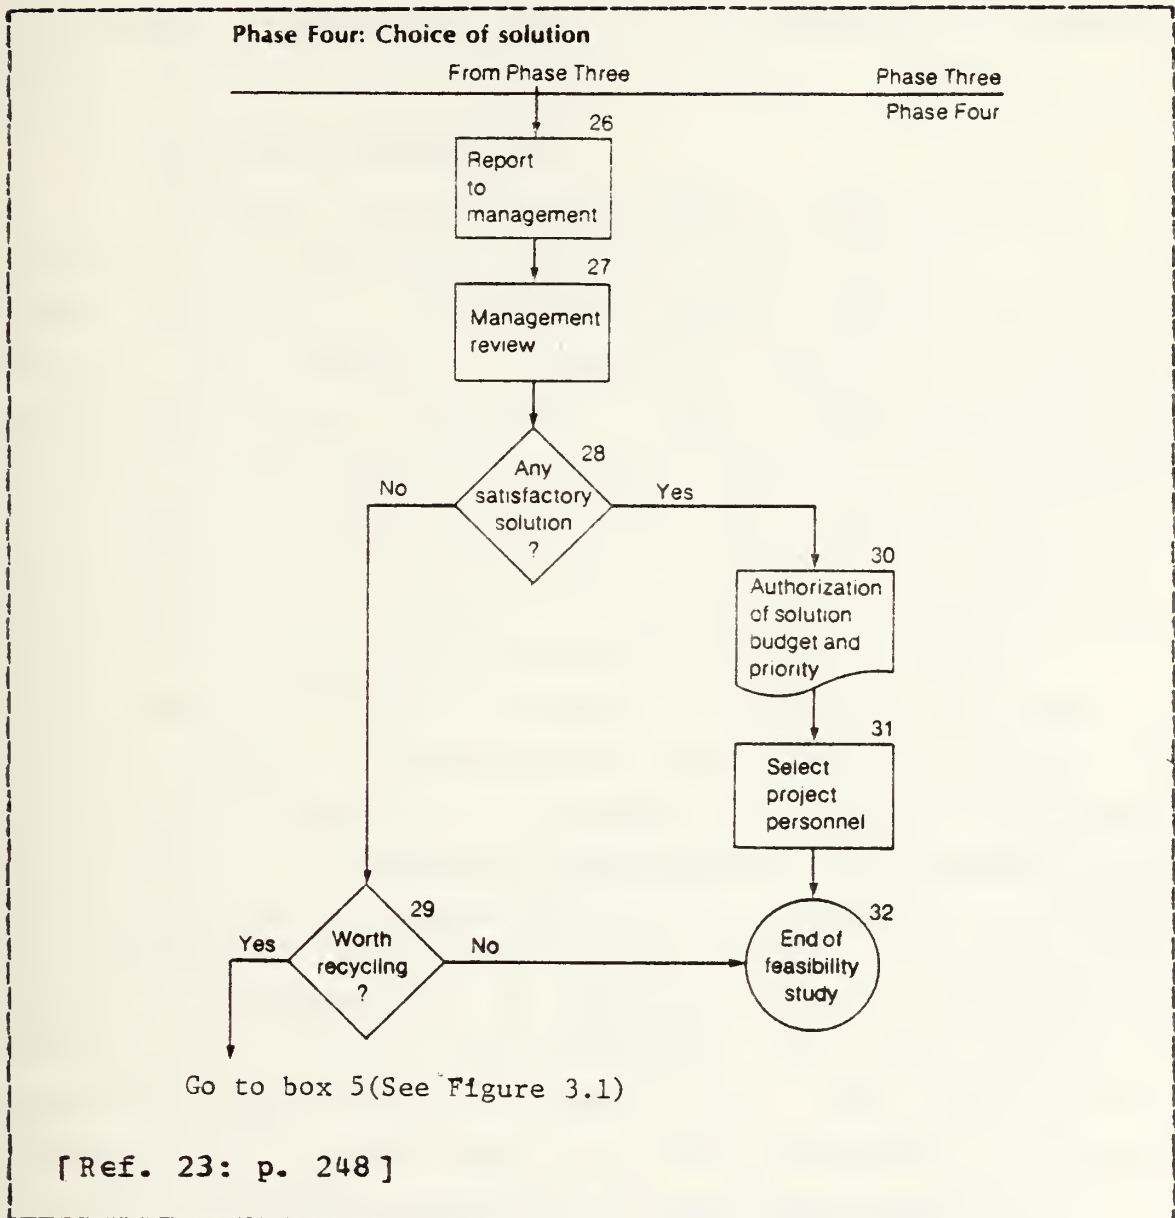 Phase Four: Choice of solution
From Phase Three
Phase Three
Phase Four
26
Report
to
management
27
Management
review
28
Any
satisfactory
solution
?
No
Yes
30
Authorization
of solution
budget and
priority
31
Select
project
personnel
29
Worth
recycling
?
Yes
No
32
End of
feasibility
study
Go to box 5(See Figure 3.1)
[Ref. 23: p. 248]